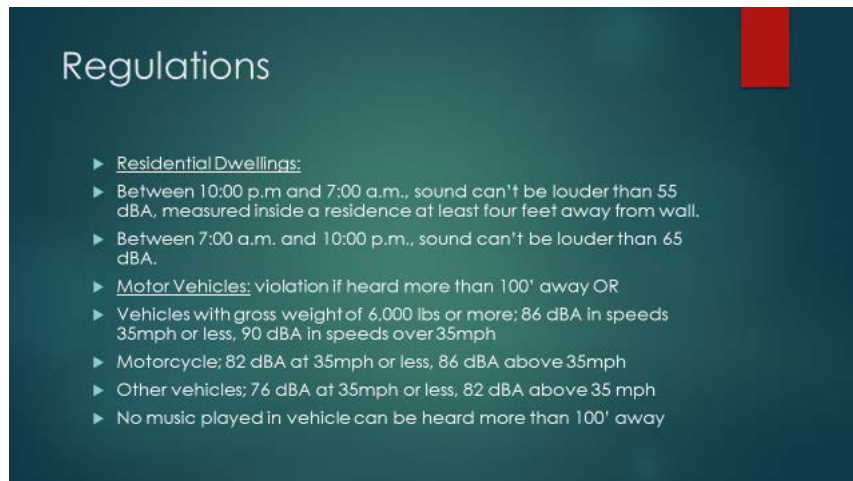 Regulations
Residential Dwellings:
Between 10:00 p.m and 7:00 a.m., sound can't be louder than 55
dBA, measured inside a residence at least four feet away from wall.
Between 7:00 a.m. and 10:00 p.m., sound can't be louder than 65
dBA.
Motor Vehicles: violation if heard more than 100' away OR
Vehicles with gross weight of 6,000 lbs or more; 86 dBA in speeds
35mph or less, 90 dBA in speeds over 35mph
Motorcycle; 82 dBA at 35mph or less, 86 dBA above 35mph
Other vehicles; 76 dBA at 35mph or less, 82 dBA above 35 mph
No music played in vehicle can be heard more than 100' away